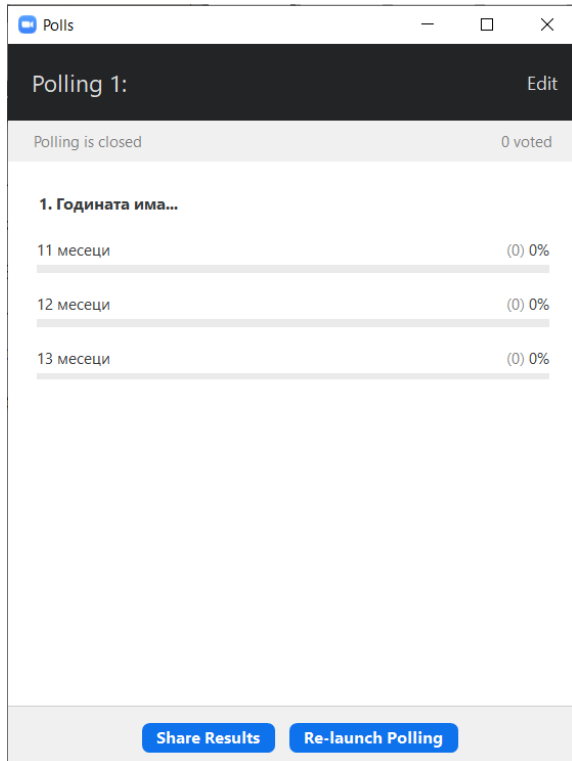 Polls
Polling 1: Edit
Polling is closed 0 voted
1. Годината има...
11 месеци (0) 0%
12 месеци (0) 0%
13 месеци (0) 0%
Share Results Re-launch Polling